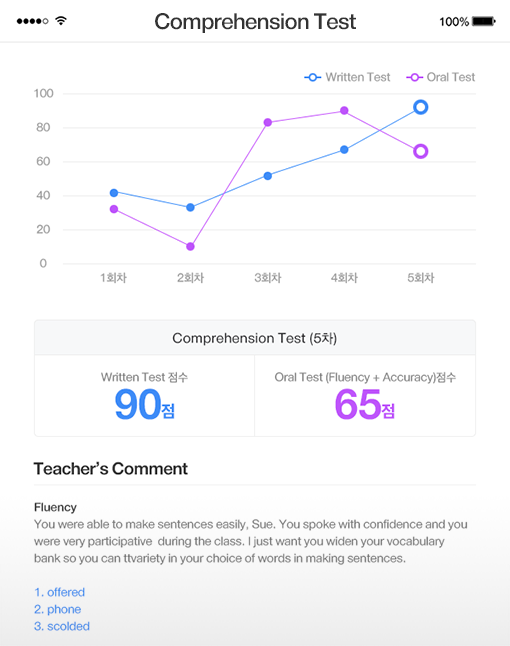 Comprehension Test
100%
Written Test
Oral Test
100
80
60
40
20
0
1회차
2회차
3회차
4회차
5회차
Comprehension Test (5차)
Written Test 점수
90점
Oral Test (Fluency + Accuracy)점수
65점
Teacher's Comment
Fluency
You were able to make sentences easily, Sue. You spoke with confidence and you
were very participative during the class. I just want you widen your vocabulary
bank so you can ttvariety in your choice of words in making sentences.
1. offered
2. phone
3. scolded